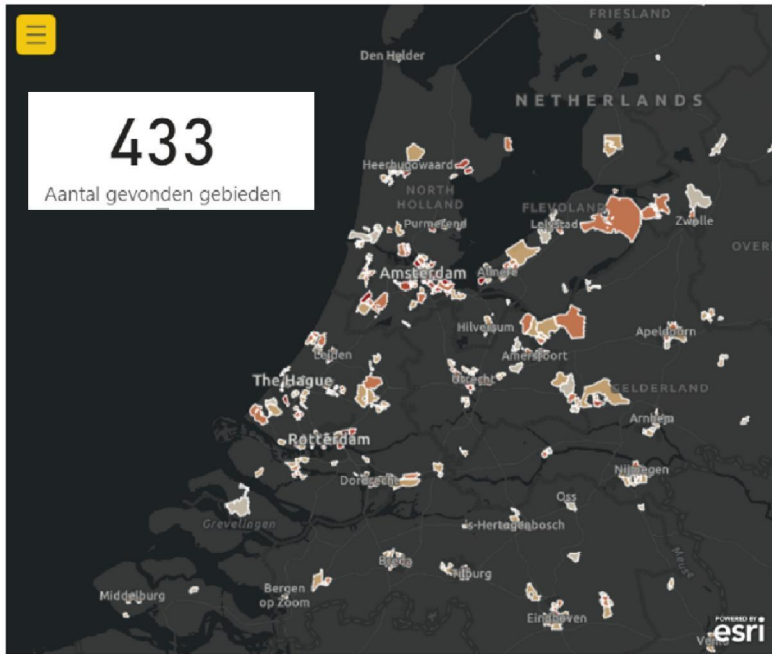 FRIESLAND
Den Helder
NETHERLANDS
433
Aantal gevonden gebieden
Heerhugowaard
NORTH
HOLLAND
FLEVOLAND
Purmerend
Lelystad
Zwolle
OVER
Amsterdam
Almere
Hilversum
Apeldoorn
Leiden
Amersfoort
The Hague
Utrecht
GELDERLAND
Arnhem
Rotterdam
Dordrecht
Nijmegen
Oss
Grevelingen
's-Hertogenbosch
Meuse
Breda
Tilburg
Middelburg
Bergen
op Zoom
Eindhoven
POWERED BY
esri